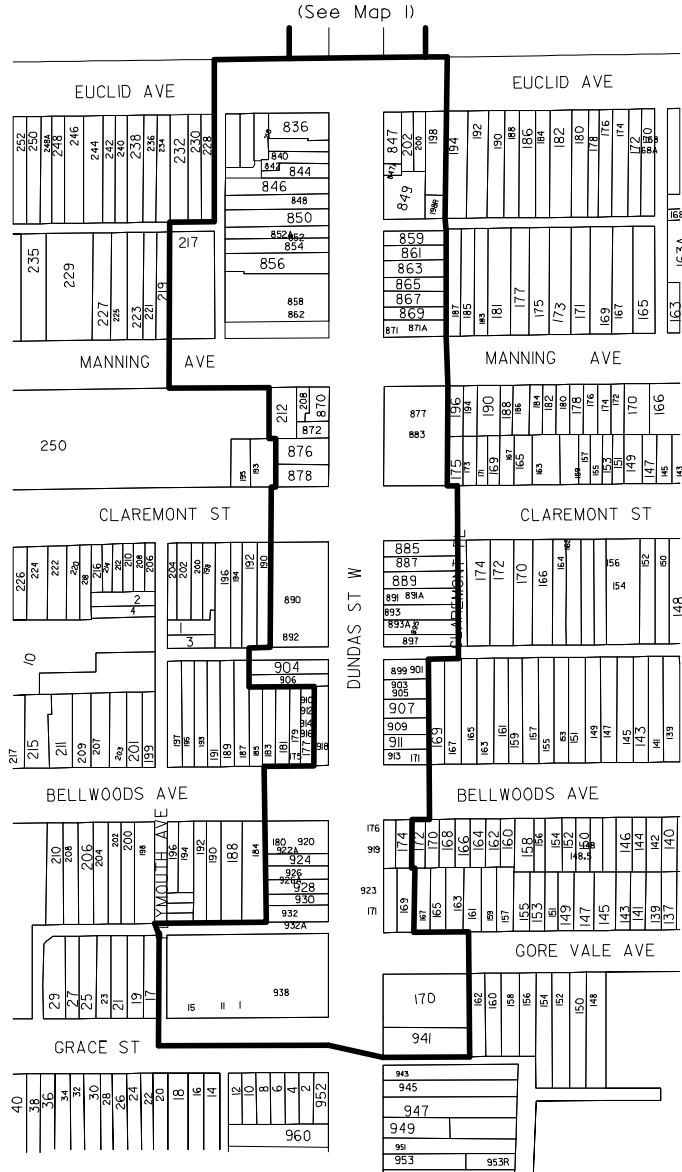 (See Map 1)
EUCLID AVE
EUCLID AVE
252 250 248A 248 246 244 242 240 238 236 234 232 230 228
836
840
842
844
846
848
850
852A
852
854
856
858
862
847 202 200 198
847A
849
198R
194 192 190 188 186 184 182 180 178 176 174 172 170 168
168A
235 229 227 225 223 221 219 217
859
861
863
865
867
869
871 871A
187 185 183 181 177 175 173 171 169 167 165 163 163A
MANNING AVE
MANNING AVE
250
195 193
212 208 870
872
876
878
877
883
196 194 190 188 186 184 182 180 178 176 174 172 170 166
175 173 171 169 167 165 163 159 157 155 153 151 149 147 145 143
CLAREMONT ST
CLAREMONT ST
226 224 222 220 218 216 214 212 210 208 206
2
4
204 202 200 198 196 194 192 190
1
3
890
892
DUNDAS ST W
885
887
889
891 891A
893
893A 895
897
174 172 170 166 164 162 156 154 152 150 148
10
904
906
910
912
914
916
918
899 901
903
905
907
909
911
913 171
217 215 211 209 207 203 201 199
197 195 193 191 189 187 185 183 181 179 177 175
169 167 165 163 161 159 157 155 153 151 149 147 145 143 141 139
BELLWOODS AVE
BELLWOODS AVE
210 208 206 204 202 200 198
196 194 192 190 188 184
180 920
922A
924
926
926A
928
930
932
932A
176
919
923
171
174 172 170 168 166 164 162 160 158 156 154 152 150 148 146 144 142 140
148.5
169 167 165 163 161 159 157 155 153 151 149 147 145 143 141 139 137
GORE VALE AVE
29 27 25 23 21 19 17
15 11 1
938
170
941
162 160 158 156 154 152 150 148
GRACE ST
40 38 36 34 32 30 28 26 24 22 20 18 16 14
12 10 8 6 4 2 952
960
943
945
947
949
951
953 953R